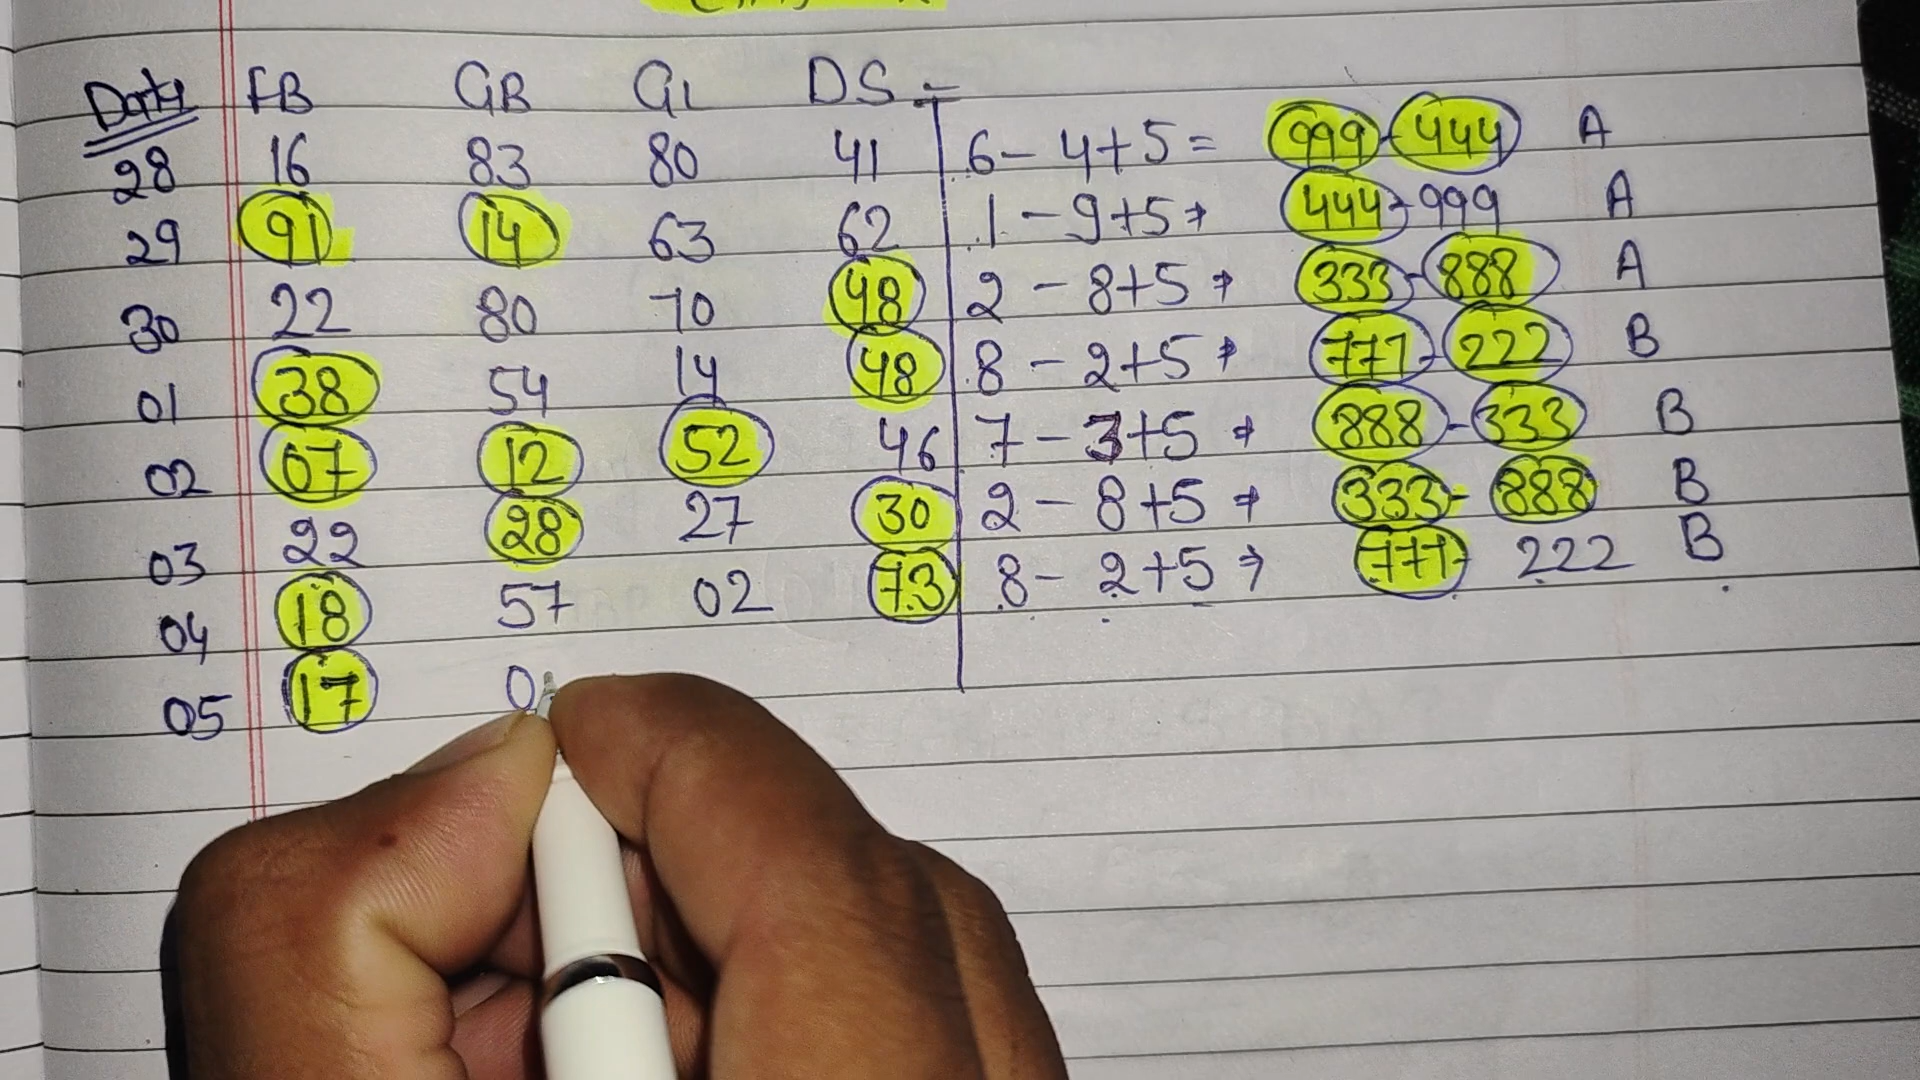 Date FB GB GL DS -
28 16 83 80 41 6 - 4+5 = 999 - 444 A
29 91 14 63 62 1 - 9+5 → 444 - 999 A
30 22 80 70 48 2 - 8+5 → 333 - 888 A
01 38 54 14 48 8 - 2+5 → 777 - 222 B
02 07 12 52 46 7 - 3+5 → 888 - 333 B
03 22 28 27 30 2 - 8+5 → 333 - 888 B
04 18 57 02 73 8 - 2+5 → 777 - 222 B
05 17 0